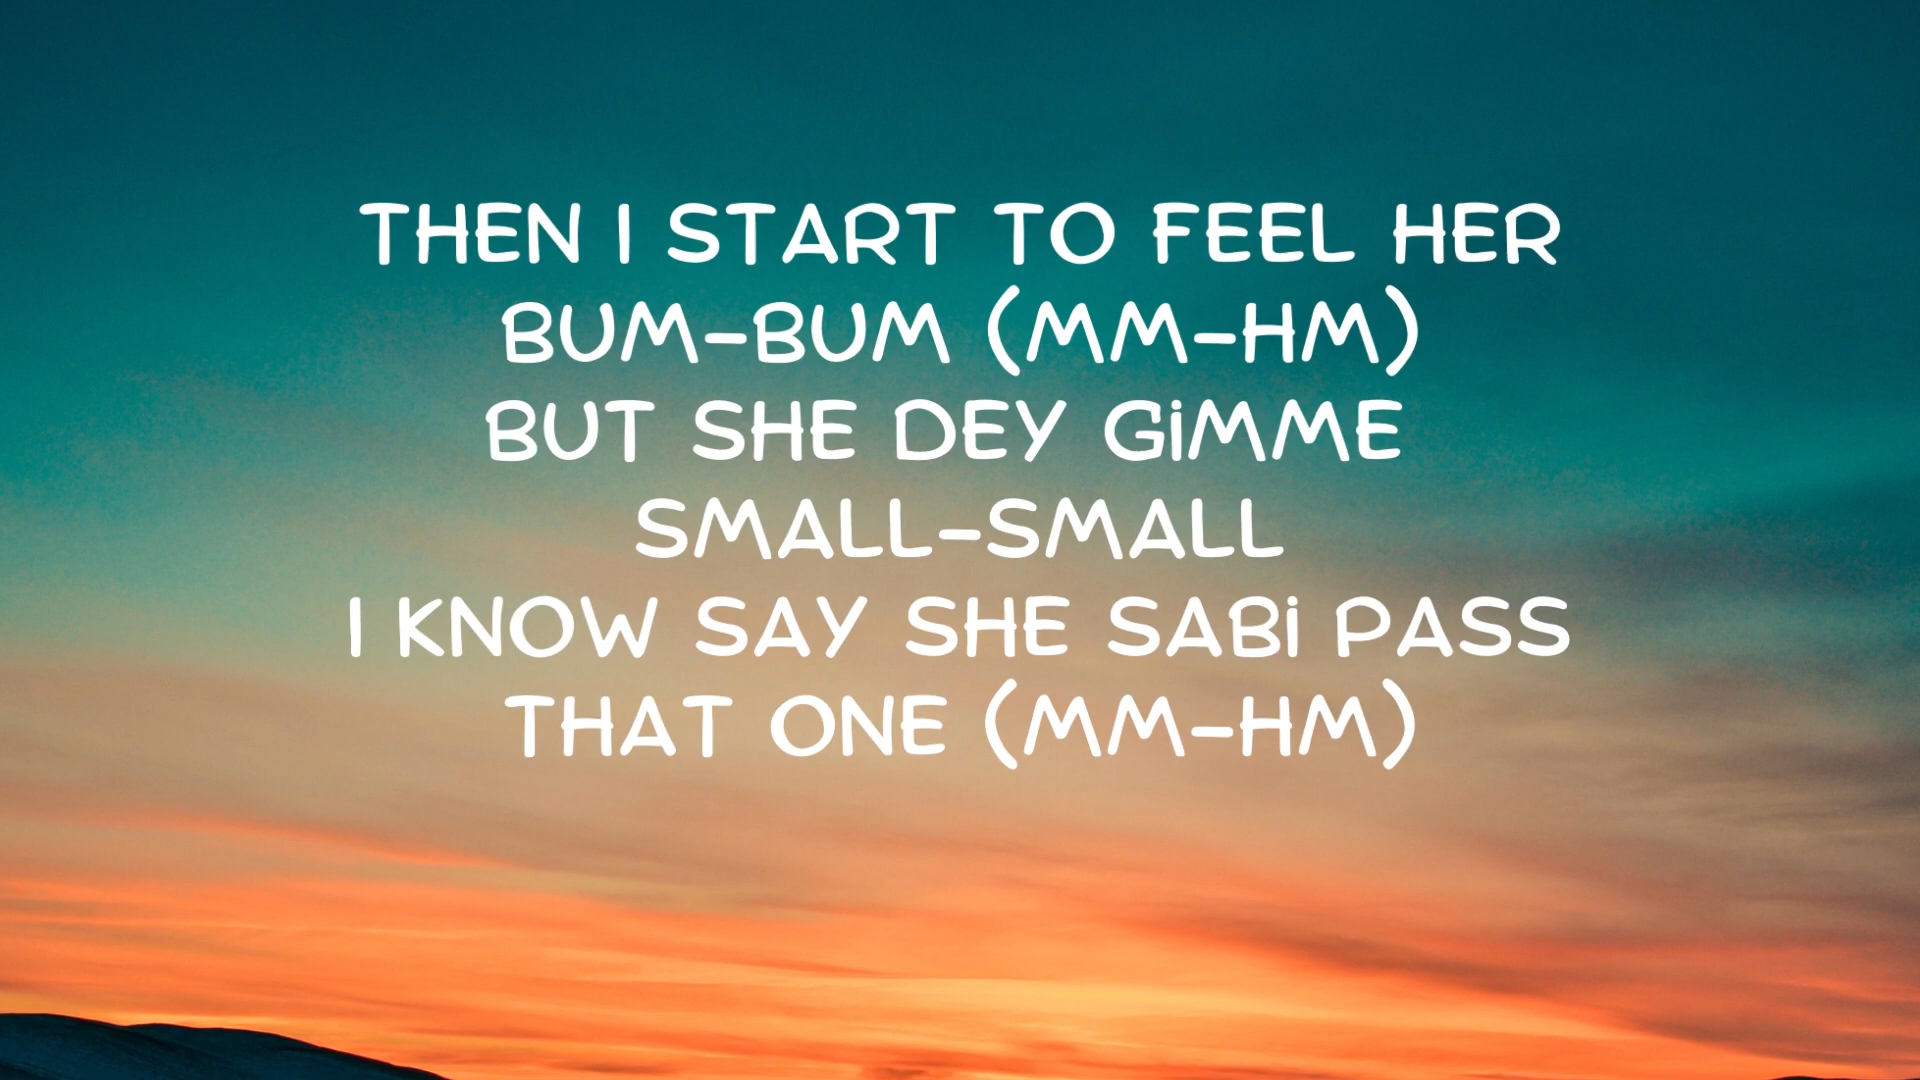 THEN I START TO FEEL HER
BUM-BUM (MM-HM)
BUT SHE DEY GIMME
SMALL-SMALL
I KNOW SAY SHE SABI PASS
THAT ONE (MM-HM)